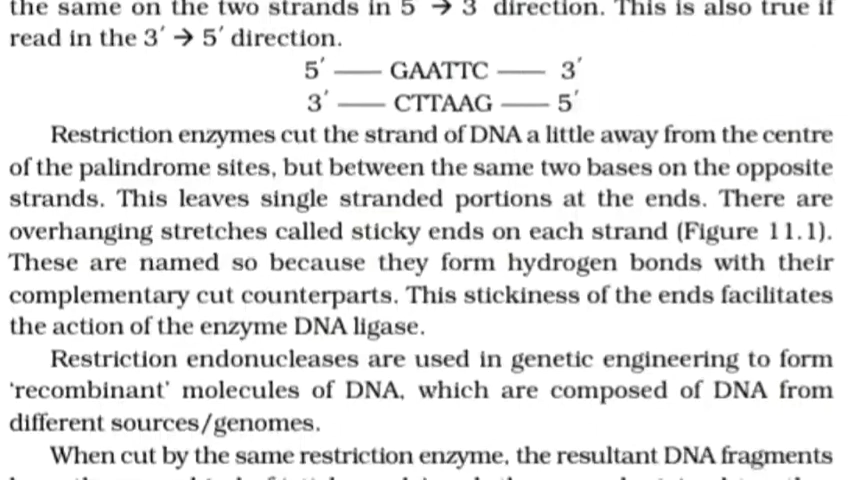 the same on the two strands in 5′ → 3′ direction. This is also true if
read in the 3′ → 5′ direction.
5′ —— GAATTC —— 3′
3′ —— CTTAAG —— 5′
Restriction enzymes cut the strand of DNA a little away from the centre
of the palindrome sites, but between the same two bases on the opposite
strands. This leaves single stranded portions at the ends. There are
overhanging stretches called sticky ends on each strand (Figure 11.1).
These are named so because they form hydrogen bonds with their
complementary cut counterparts. This stickiness of the ends facilitates
the action of the enzyme DNA ligase.
Restriction endonucleases are used in genetic engineering to form
‘recombinant’ molecules of DNA, which are composed of DNA from
different sources/genomes.
When cut by the same restriction enzyme, the resultant DNA fragments